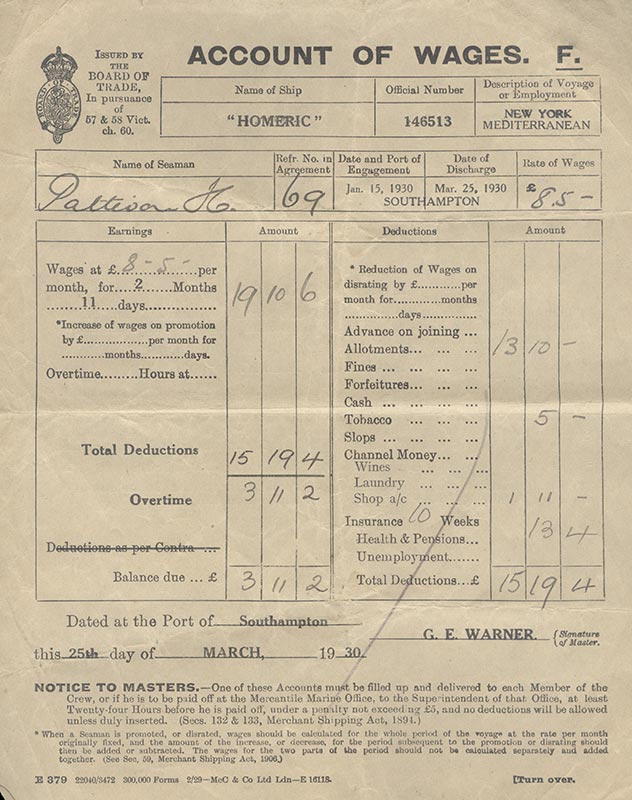 ISSUED BY
THE
BOARD OF
TRADE,
In pursuance
of
57 & 58 Vict.
ch. 60.
BOARD OF TRADE
ACCOUNT OF WAGES. F.
Name of Ship Official Number Description of Voyage or Employment
"HOMERIC" 146513 NEW YORK MEDITERRANEAN
Name of Seaman Refr. No. in Agreement Date and Port of Engagement Date of Discharge Rate of Wages
Pattison H. 69 Jan. 15, 1930 Mar. 25, 1930 £ 8.5 -
SOUTHAMPTON
Earnings Amount
Wages at £ 8 - 5 - per
month, for 2 Months
11 days 19 10 6
*Increase of wages on promotion
by £ per month for
months days.
Overtime Hours at
Total Deductions 15 19 4
Overtime 3 11 2
Deductions as per Contra ...
Balance due ... £ 3 11 2
Deductions Amount
* Reduction of Wages on
disrating by £ per
month for months
days
Advance on joining ...
Allotments... ... ... 13 10 -
Fines ... ... ...
Forfeitures... ... ...
Cash ... ... ...
Tobacco ... ... ... 5 -
Slops ... ... ...
Channel Money... ...
Wines ... ... ...
Laundry ... ... ...
Shop a/c ... ... ... 1 11 -
Insurance 10 Weeks
Health & Pensions... 13 4
Unemployment.......
Total Deductions...£ 15 19 4
Dated at the Port of Southampton
G. E. WARNER. {Signature of Master.
this 25th day of MARCH, 19 30.
NOTICE TO MASTERS.—One of these Accounts must be filled up and delivered to each Member of the
Crew, or if he is to be paid off at the Mercantile Marine Office, to the Superintendent of that Office, at least
Twenty-four Hours before he is paid off, under a penalty not exceeding £5, and no deductions will be allowed
unless duly inserted. (Secs. 132 & 133, Merchant Shipping Act, 1894.)
* When a Seaman is promoted, or disrated, wages should be calculated for the whole period of the voyage at the rate per month
originally fixed, and the amount of the increase, or decrease, for the period subsequent to the promotion or disrating should
then be added or subtracted. The wages for the two parts of the period should not be calculated separately and added
together. (See Sec, 59, Merchant Shipping Act, 1906.)
E 379 22040/3472 300,000 Forms 2/29—McC & Co Ltd Ldn—E 16118. [Turn over.